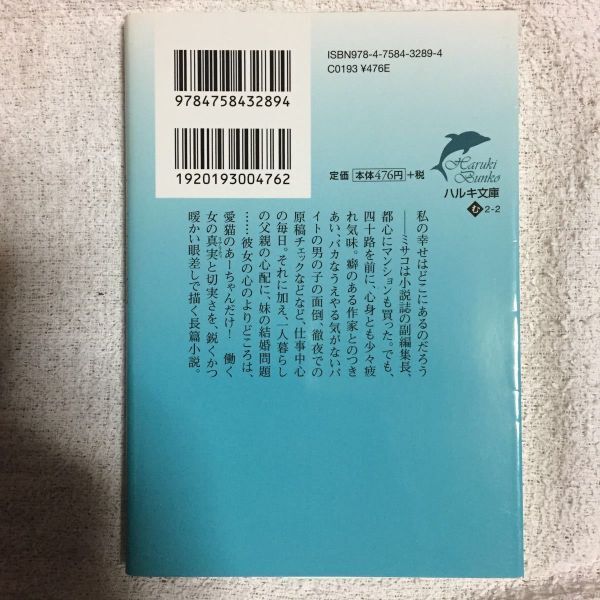 ISBN978-4-7584-3289-4
C0193 ¥476E
9784758432894
1920193004762
定価 本体476円 +税
Haruki
Bunko
ハルキ文庫
む 2-2
私の幸せはどこにあるのだろう
――ミサコは小説誌の副編集長、
都心にマンションも買った。でも、
四十路を前に、心身とも少々疲
れ気味。癖のある作家とのつき
あい、バカなうえやる気がないバ
イトの男の子の面倒、徹夜での
原稿チェックなどなど、仕事中心
の毎日。それに加え、一人暮らし
の父親の心配に、妹の結婚問題
……彼女の心のよりどころは、
愛猫のあーちゃんだけ！ 働く
女の真実と切実さを、鋭くかつ
暖かい眼差しで描く長篇小説。